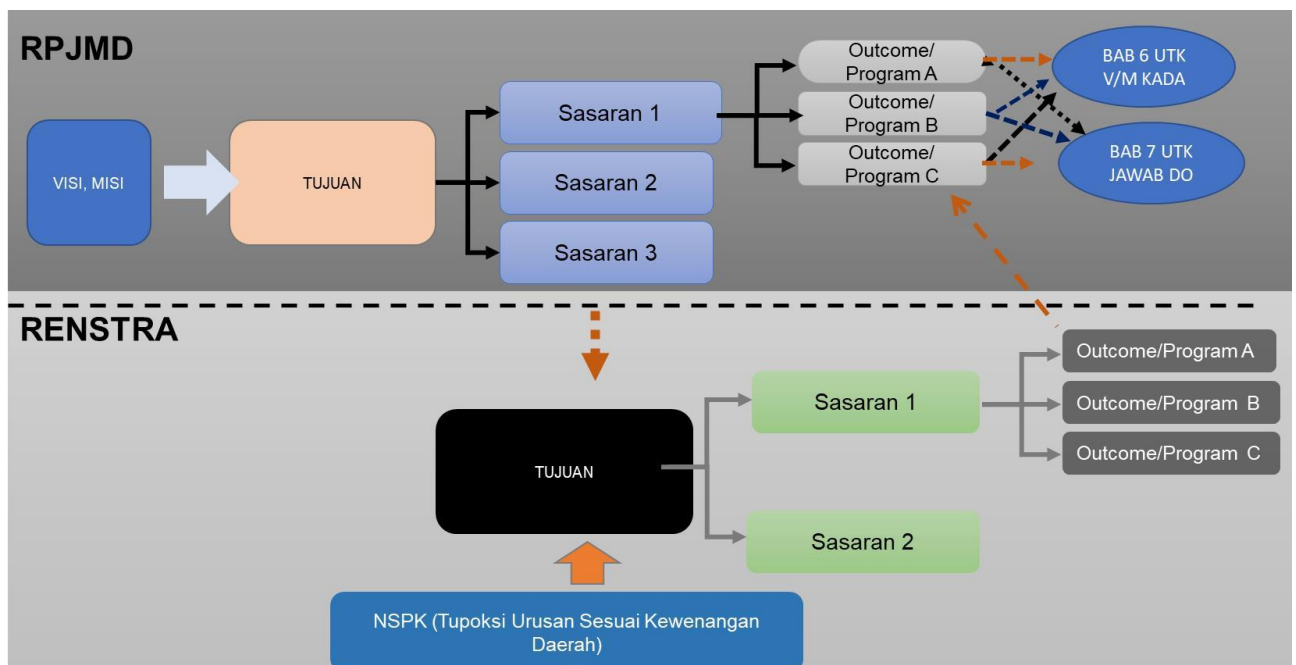 RPJMD
VISI, MISI
TUJUAN
Sasaran 1
Sasaran 2
Sasaran 3
Outcome/
Program A
Outcome/
Program B
Outcome/
Program C
BAB 6 UTK
V/M KADA
BAB 7 UTK
JAWAB DO
RENSTRA
TUJUAN
Sasaran 1
Sasaran 2
Outcome/Program A
Outcome/Program B
Outcome/Program C
NSPK (Tupoksi Urusan Sesuai Kewenangan
Daerah)